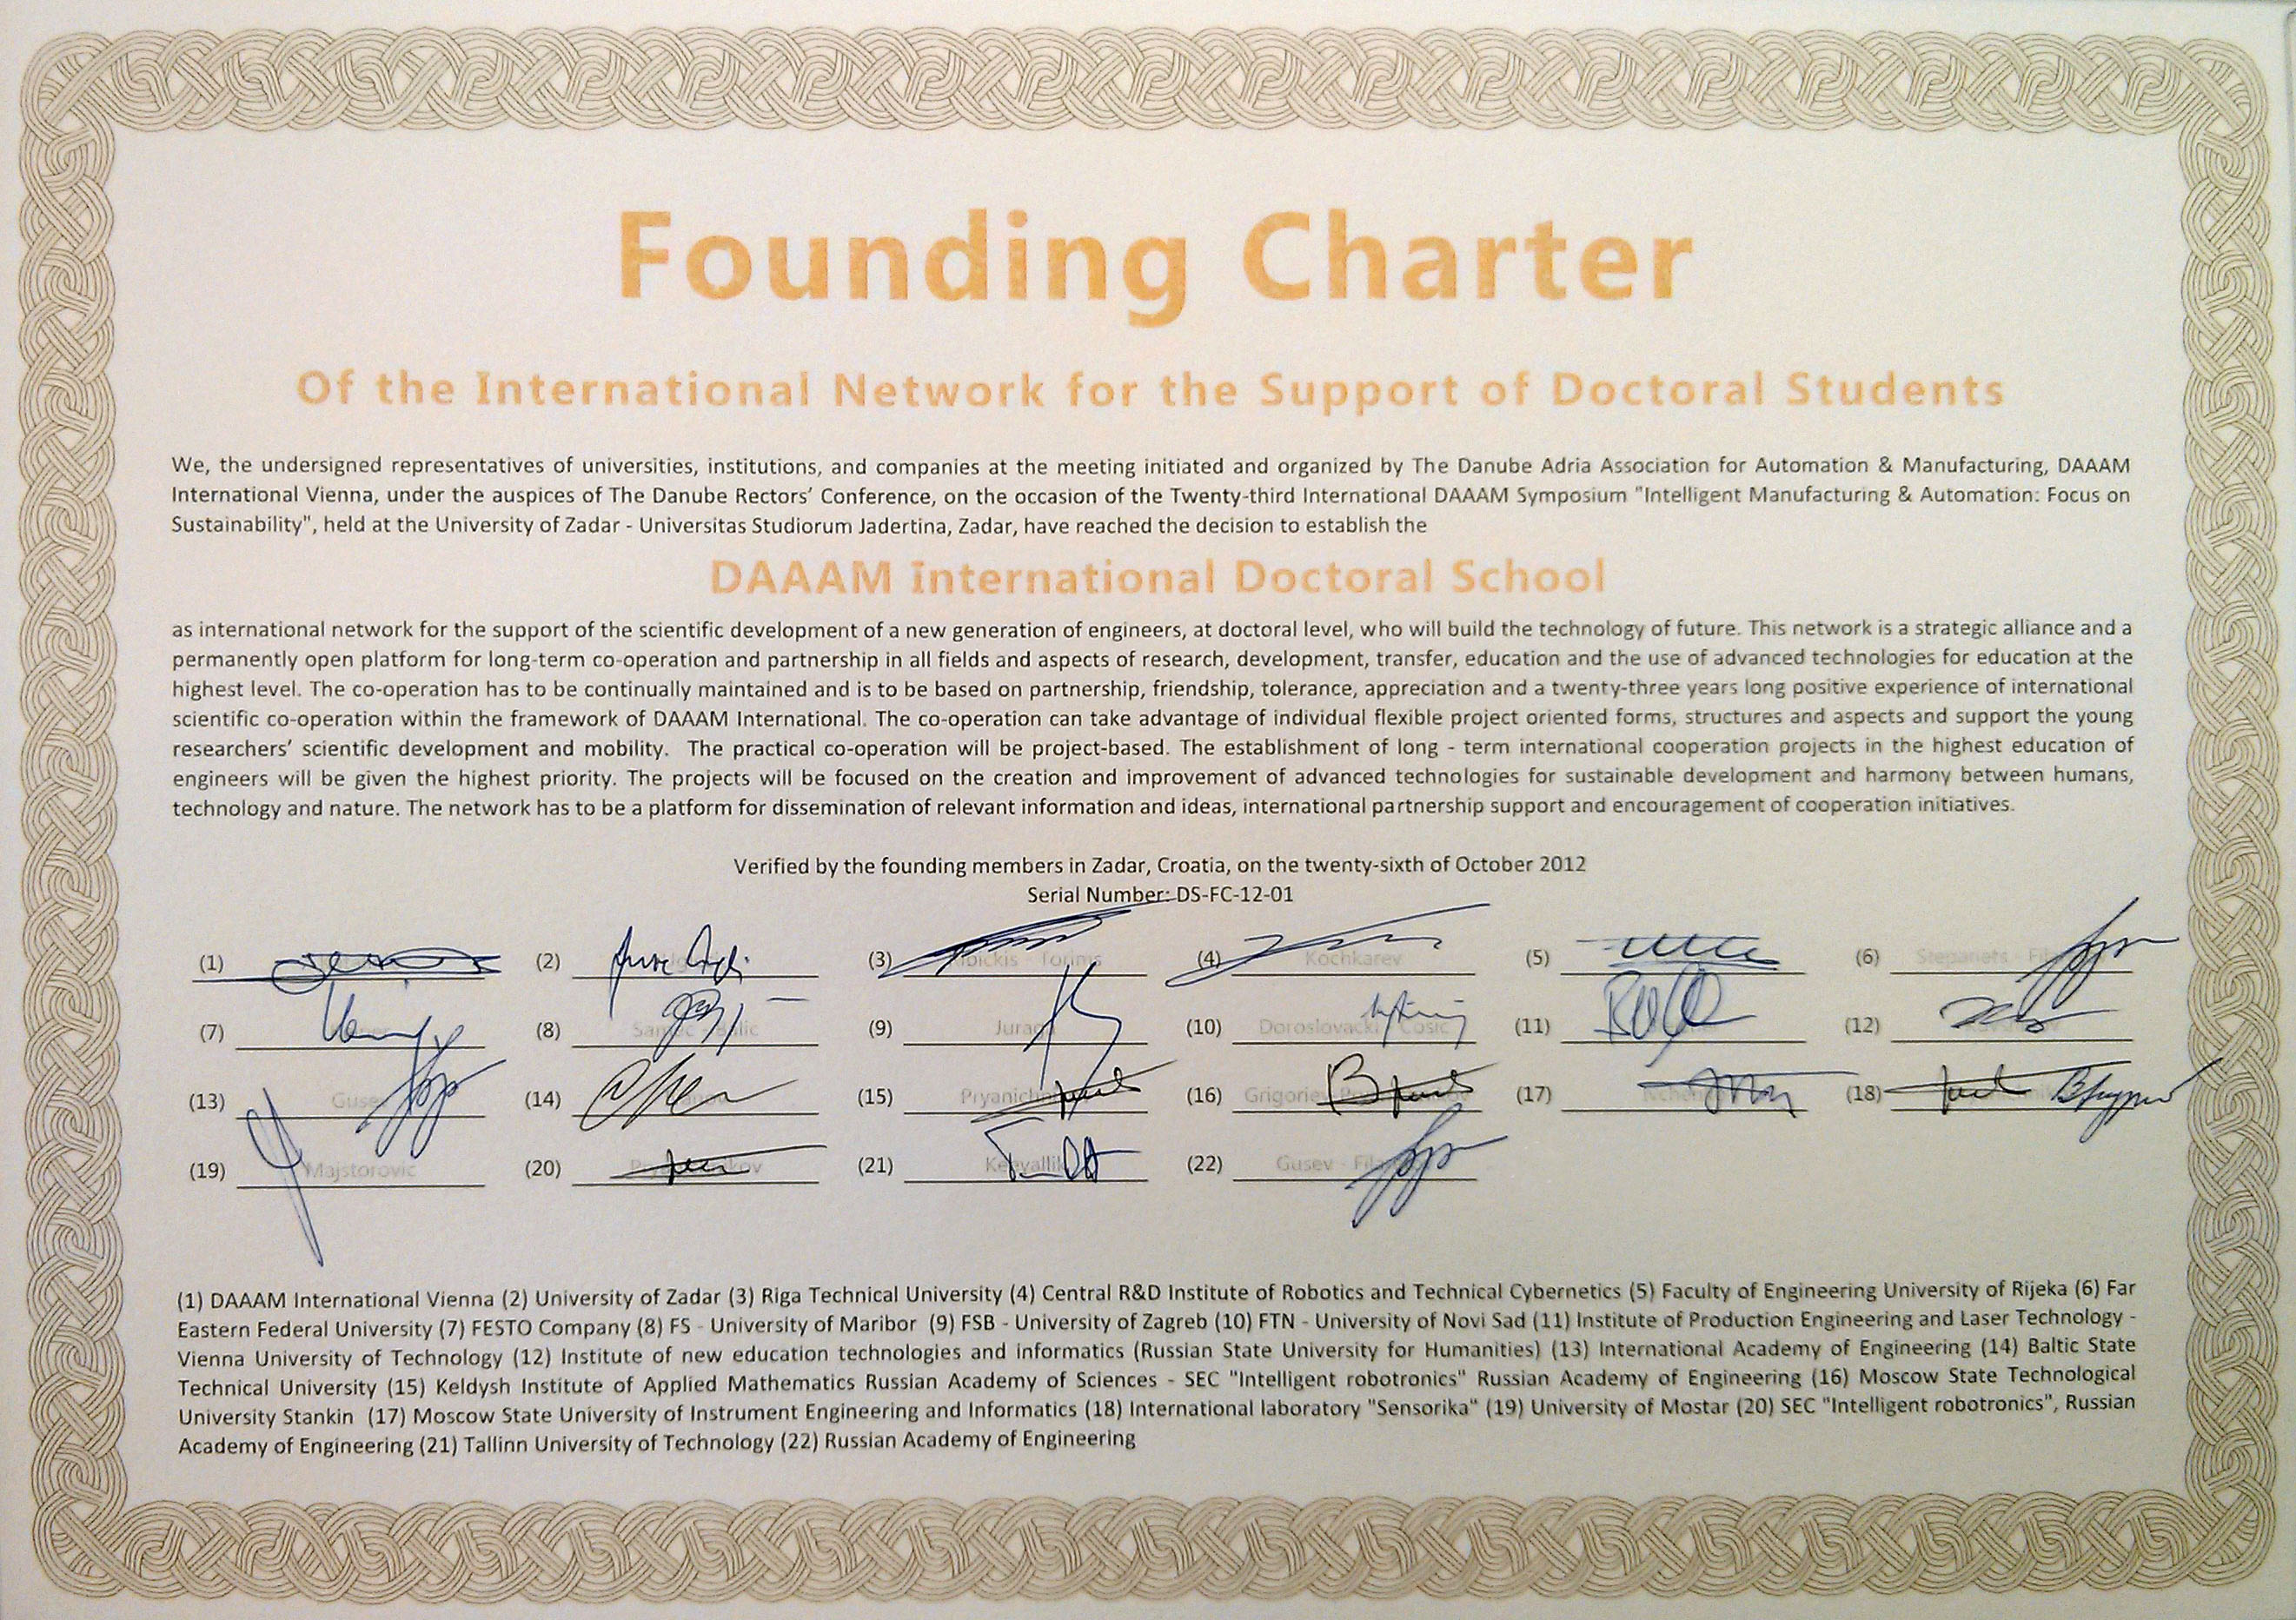 Founding Charter
Of the International Network for the Support of Doctoral Students
We, the undersigned representatives of universities, institutions, and companies at the meeting initiated and organized by The Danube Adria Association for Automation & Manufacturing, DAAAM
International Vienna, under the auspices of The Danube Rectors' Conference, on the occasion of the Twenty-third International DAAAM Symposium "Intelligent Manufacturing & Automation: Focus on
Sustainability", held at the University of Zadar - Universitas Studiorum Jadertina, Zadar, have reached the decision to establish the
DAAAM International Doctoral School
as international network for the support of the scientific development of a new generation of engineers, at doctoral level, who will build the technology of future. This network is a strategic alliance and a
permanently open platform for long-term co-operation and partnership in all fields and aspects of research, development, transfer, education and the use of advanced technologies for education at the
highest level. The co-operation has to be continually maintained and is to be based on partnership, friendship, tolerance, appreciation and a twenty-three years long positive experience of international
scientific co-operation within the framework of DAAAM International. The co-operation can take advantage of individual flexible project oriented forms, structures and aspects and support the young
researchers' scientific development and mobility. The practical co-operation will be project-based. The establishment of long - term international cooperation projects in the highest education of
engineers will be given the highest priority. The projects will be focused on the creation and improvement of advanced technologies for sustainable development and harmony between humans,
technology and nature. The network has to be a platform for dissemination of relevant information and ideas, international partnership support and encouragement of cooperation initiatives.
Verified by the founding members in Zadar, Croatia, on the twenty-sixth of October 2012
Serial Number: DS-FC-12-01
(1) (2) (3) (4) Kochkarev (5) (6) Stepanets
(7) (8) (9) (10) Doroslovacki Cosic (11) (12)
(13) (14) (15) (16) (17) (18)
(19) Majstorovic (20) (21) (22) Gusev
(1) DAAAM International Vienna (2) University of Zadar (3) Riga Technical University (4) Central R&D Institute of Robotics and Technical Cybernetics (5) Faculty of Engineering University of Rijeka (6) Far
Eastern Federal University (7) FESTO Company (8) FS - University of Maribor (9) FSB - University of Zagreb (10) FTN - University of Novi Sad (11) Institute of Production Engineering and Laser Technology -
Vienna University of Technology (12) Institute of new education technologies and informatics (Russian State University for Humanities) (13) International Academy of Engineering (14) Baltic State
Technical University (15) Keldysh Institute of Applied Mathematics Russian Academy of Sciences - SEC "Intelligent robotronics" Russian Academy of Engineering (16) Moscow State Technological
University Stankin (17) Moscow State University of Instrument Engineering and Informatics (18) International laboratory "Sensorika" (19) University of Mostar (20) SEC "Intelligent robotronics", Russian
Academy of Engineering (21) Tallinn University of Technology (22) Russian Academy of Engineering